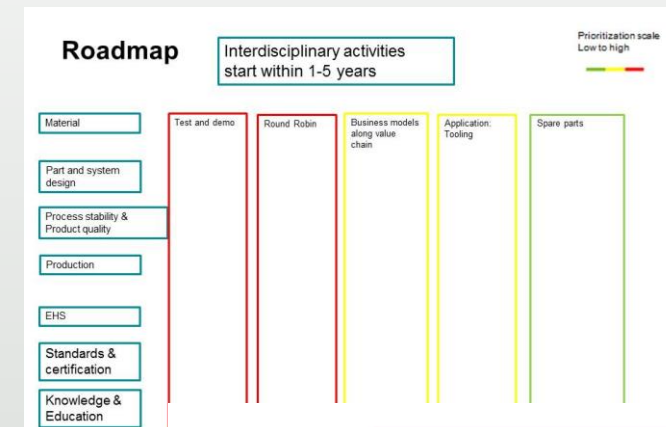 Roadmap
Interdisciplinary activities
start within 1-5 years
Prioritization scale
Low to high
Material
Test and demo
Round Robin
Business models
along value
chain
Application:
Tooling
Spare parts
Part and system
design
Process stability &
Product quality
Production
EHS
Standards &
certification
Knowledge &
Education